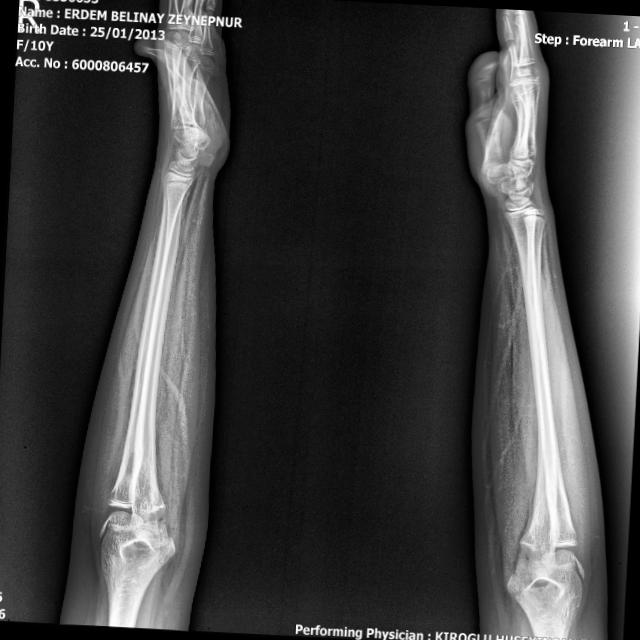 R
Name : ERDEM BELINAY ZEYNEPNUR
Birth Date : 25/01/2013
F/10Y
Acc. No : 6000806457
1 -
Step : Forearm LA
6
Performing Physician : KIROGLU